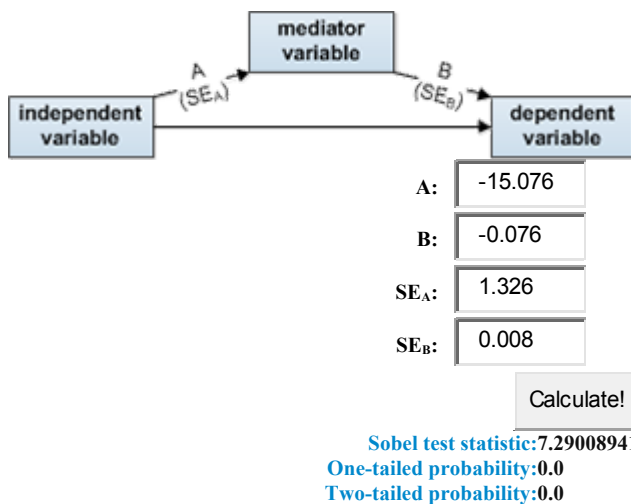 mediator
variable
A
(SEA)
B
(SEB)
independent
variable
dependent
variable
A: -15.076
B: -0.076
SEA: 1.326
SEB: 0.008
Calculate!
Sobel test statistic:7.29008941
One-tailed probability:0.0
Two-tailed probability:0.0